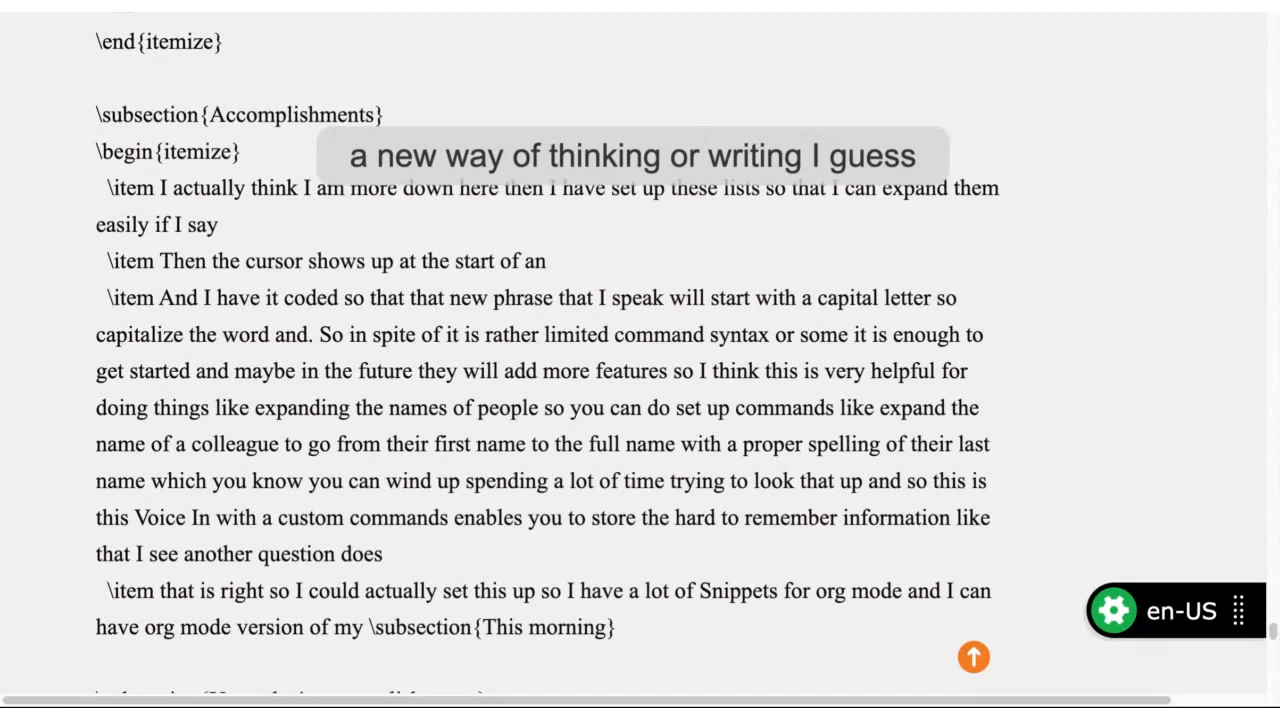 \end{itemize}
\subsection{Accomplishments}
\begin{itemize}
a new way of thinking or writing I guess
\item I actually think I am more down here then I have set up these lists so that I can expand them
easily if I say
\item Then the cursor shows up at the start of an
\item And I have it coded so that that new phrase that I speak will start with a capital letter so
capitalize the word and. So in spite of it is rather limited command syntax or some it is enough to
get started and maybe in the future they will add more features so I think this is very helpful for
doing things like expanding the names of people so you can do set up commands like expand the
name of a colleague to go from their first name to the full name with a proper spelling of their last
name which you know you can wind up spending a lot of time trying to look that up and so this is
this Voice In with a custom commands enables you to store the hard to remember information like
that I see another question does
\item that is right so I could actually set this up so I have a lot of Snippets for org mode and I can
have org mode version of my \subsection{This morning}
en-US